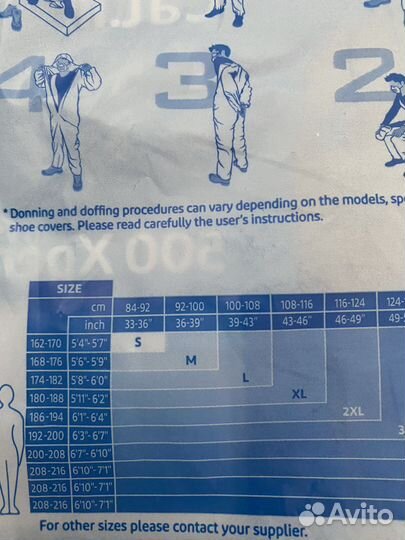 4
3
2
* Donning and doffing procedures can vary depending on the models, spe
shoe covers. Please read carefully the user's instructions.
SIZE
cm 84-92 92-100 100-108 108-116 116-124 124-
inch 33-36" 36-39" 39-43" 43-46" 46-49" 49-5
162-170 5'4"-5'7" S
168-176 5'6"-5'9" M
174-182 5'8"-6'0" L
180-188 5'11"-6'2" XL
186-194 6'1"-6'4" 2XL
192-200 6'3"-6'7" 3
200-208 6'7"-6'10"
208-216 6'10"-7'1"
208-216 6'10"-7'1"
208-216 6'10"-7'1"
For other sizes please contact your supplier.
Avito